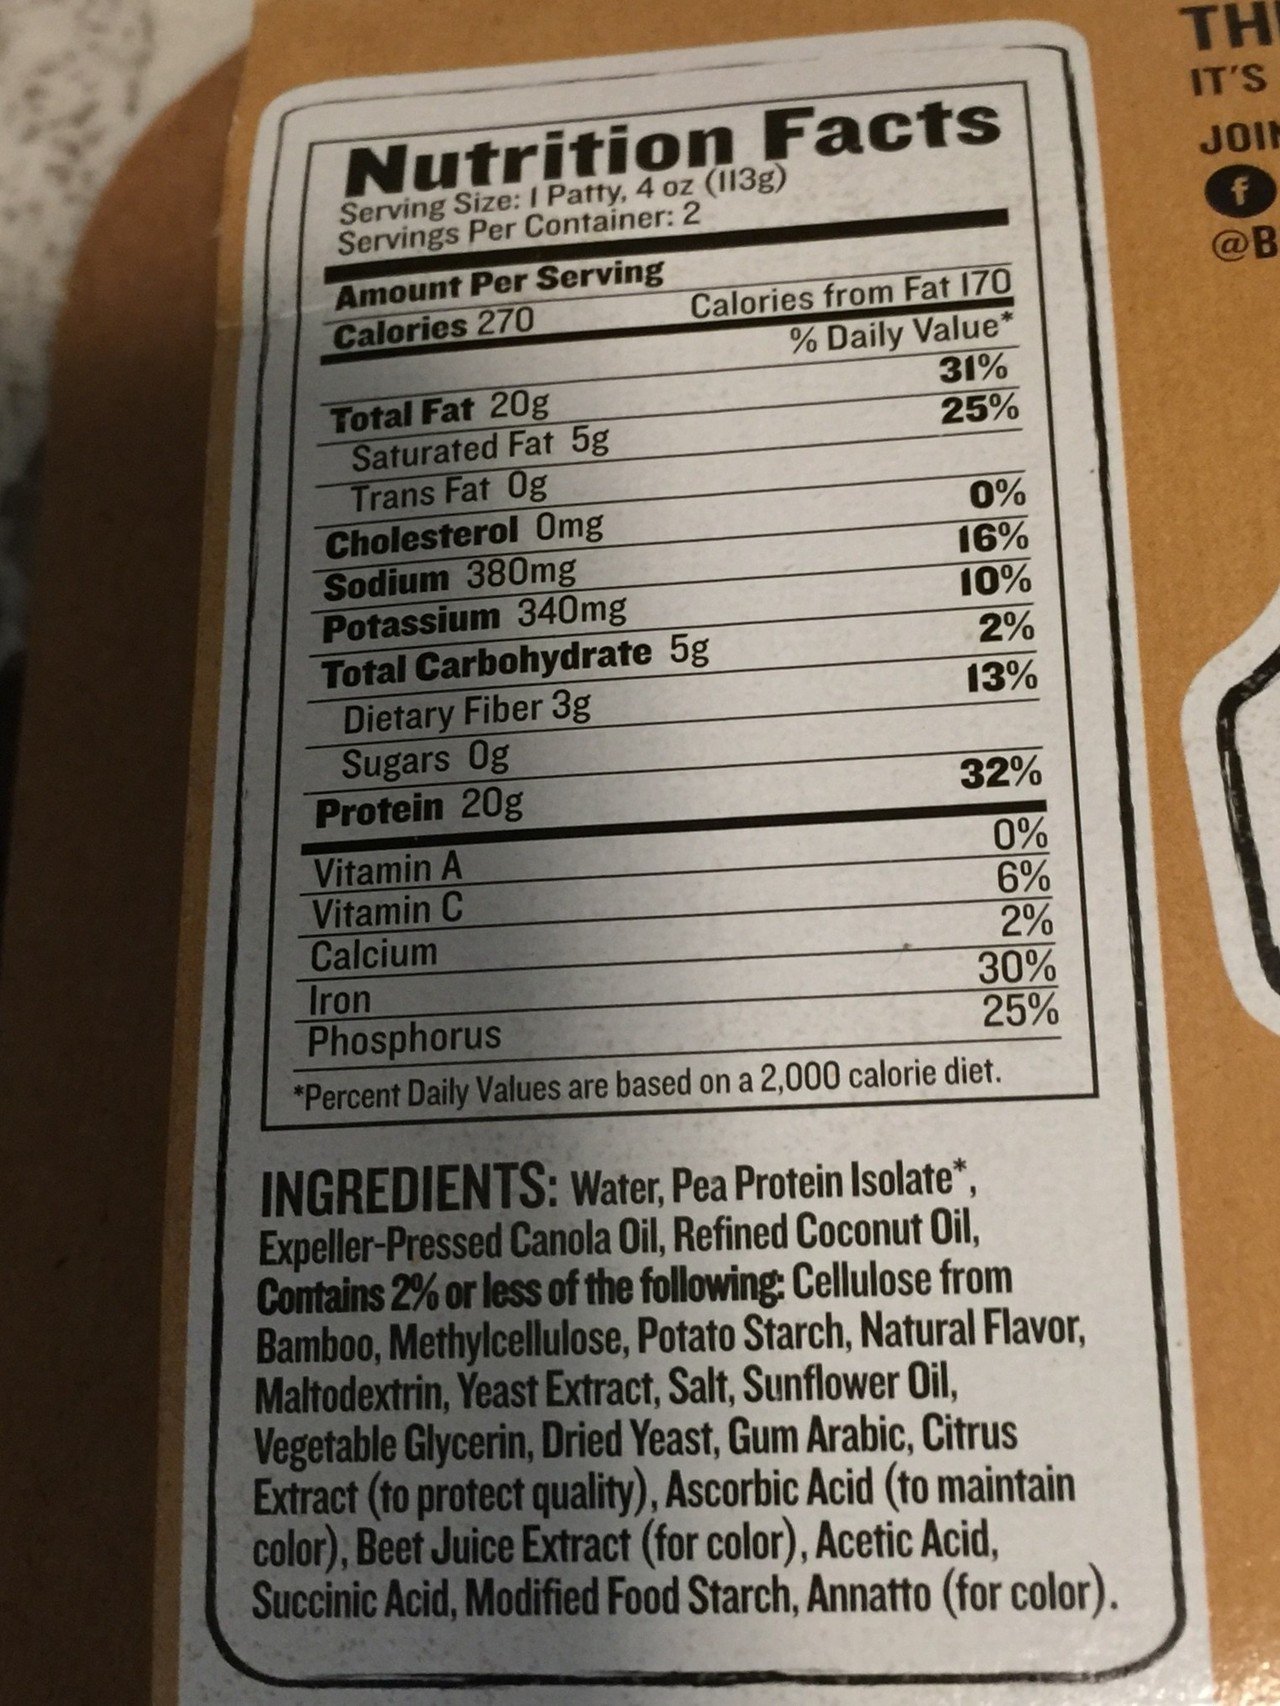 Nutrition Facts
Serving Size: 1 Patty, 4 oz (113g)
Servings Per Container: 2
Amount Per Serving
Calories 270 Calories from Fat 170
% Daily Value*
Total Fat 20g 31%
Saturated Fat 5g 25%
Trans Fat 0g
Cholesterol 0mg 0%
Sodium 380mg 16%
Potassium 340mg 10%
Total Carbohydrate 5g 2%
Dietary Fiber 3g 13%
Sugars 0g
Protein 20g 32%
Vitamin A 0%
Vitamin C 6%
Calcium 2%
Iron 30%
Phosphorus 25%
*Percent Daily Values are based on a 2,000 calorie diet.
INGREDIENTS: Water, Pea Protein Isolate*,
Expeller-Pressed Canola Oil, Refined Coconut Oil,
Contains 2% or less of the following: Cellulose from
Bamboo, Methylcellulose, Potato Starch, Natural Flavor,
Maltodextrin, Yeast Extract, Salt, Sunflower Oil,
Vegetable Glycerin, Dried Yeast, Gum Arabic, Citrus
Extract (to protect quality), Ascorbic Acid (to maintain
color), Beet Juice Extract (for color), Acetic Acid,
Succinic Acid, Modified Food Starch, Annatto (for color).
IT'S
f